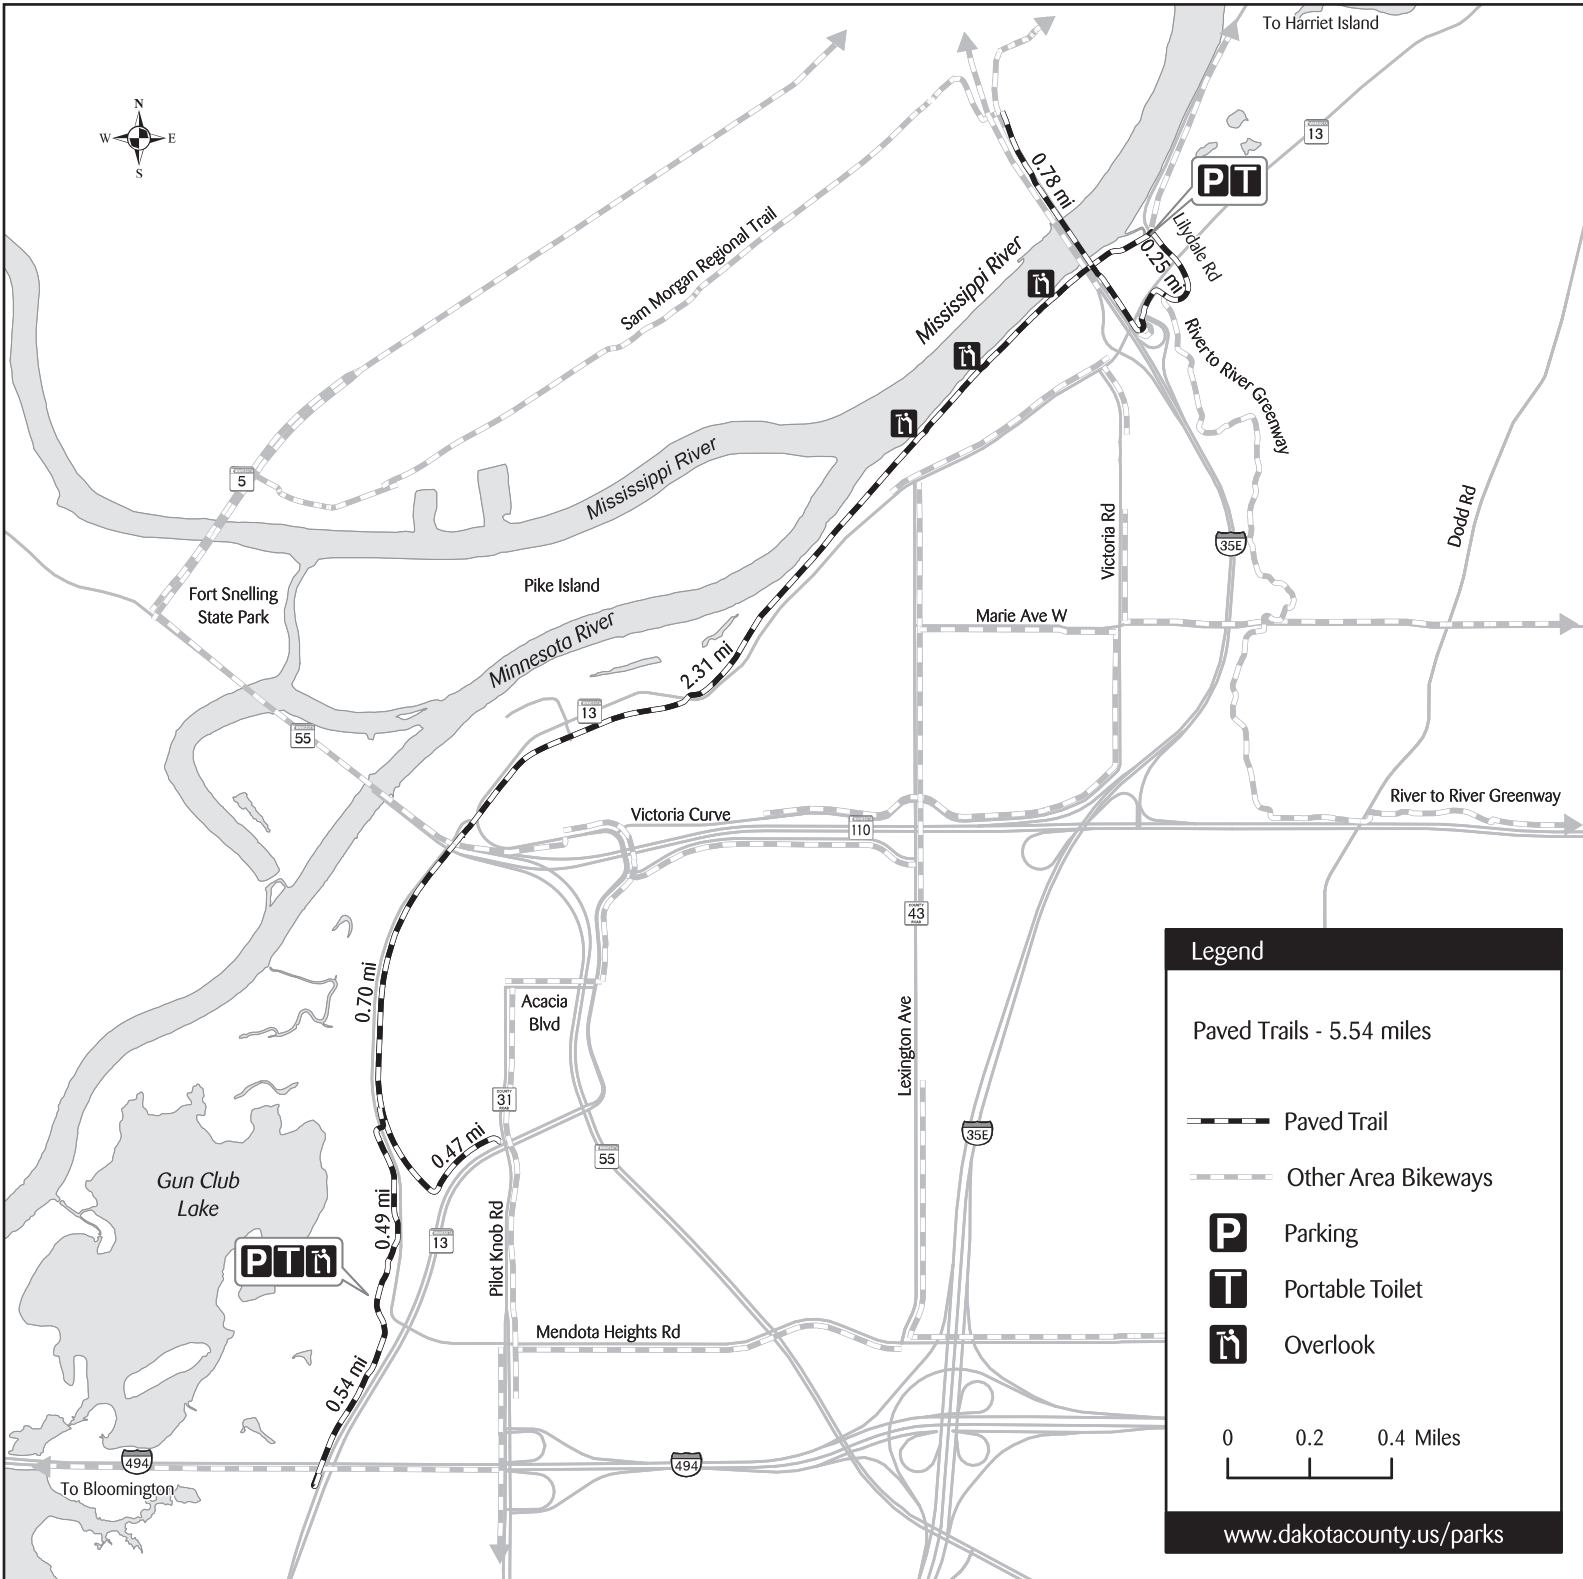 To Harriet Island
N
W
E
S
13
P T
0.78 mi
Lilydale Rd
0.25 mi
Sam Morgan Regional Trail
Mississippi River
River to River Greenway
5
Mississippi River
Dodd Rd
Victoria Rd
35E
Fort Snelling
State Park
Pike Island
Marie Ave W
Minnesota River
2.31 mi
13
55
River to River Greenway
Victoria Curve
110
COUNTY
43
ROAD
Legend
0.70 mi
Acacia
Blvd
Lexington Ave
Paved Trails - 5.54 miles
COUNTY
31
ROAD
Paved Trail
35E
0.47 mi
55
Gun Club
Lake
Other Area Bikeways
0.49 mi
Pilot Knob Rd
13
P Parking
P T
T Portable Toilet
Mendota Heights Rd
Overlook
0.54 mi
0 0.2 0.4 Miles
494
494
To Bloomington
www.dakotacounty.us/parks